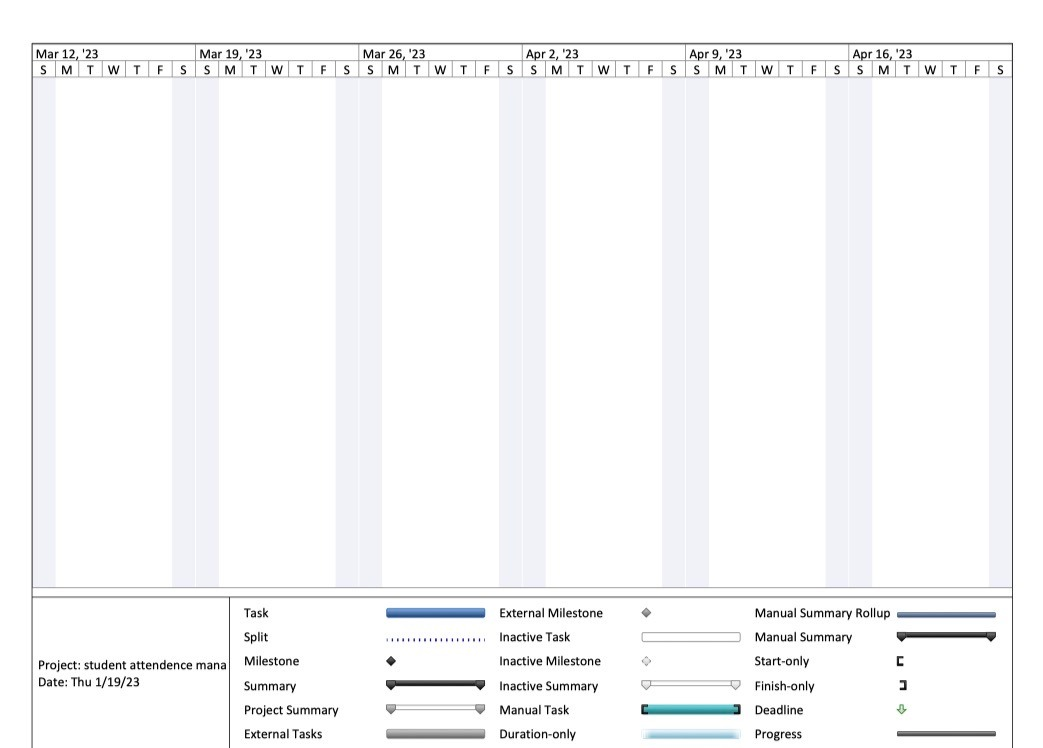 Mar 12, '23 Mar 19, '23 Mar 26, '23 Apr 2, '23 Apr 9, '23 Apr 16, '23
S M T W T F S S M T W T F S S M T W T F S S M T W T F S S M T W T F S S M T W T F S
Project: student attendence mana
Date: Thu 1/19/23
Task
Split
Milestone
Summary
Project Summary
External Tasks
External Milestone
Inactive Task
Inactive Milestone
Inactive Summary
Manual Task
Duration-only
Manual Summary Rollup
Manual Summary
Start-only
Finish-only
Deadline
Progress